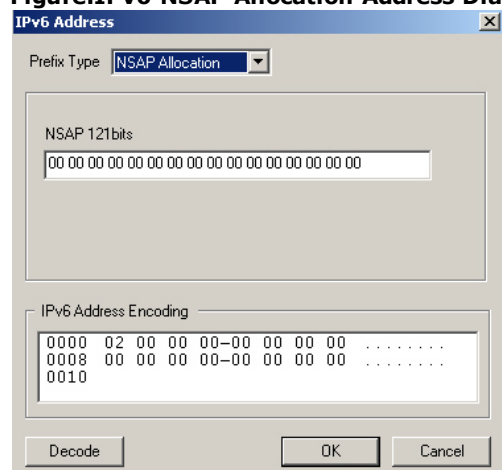 Figure:IPv6 NSAP Allocation Address Dia
IPv6 Address
Prefix Type NSAP Allocation
NSAP 121bits
00 00 00 00 00 00 00 00 00 00 00 00 00 00 00 00
IPv6 Address Encoding
0000 02 00 00 00-00 00 00 00 ........
0008 00 00 00 00-00 00 00 00 ........
0010
Decode OK Cancel